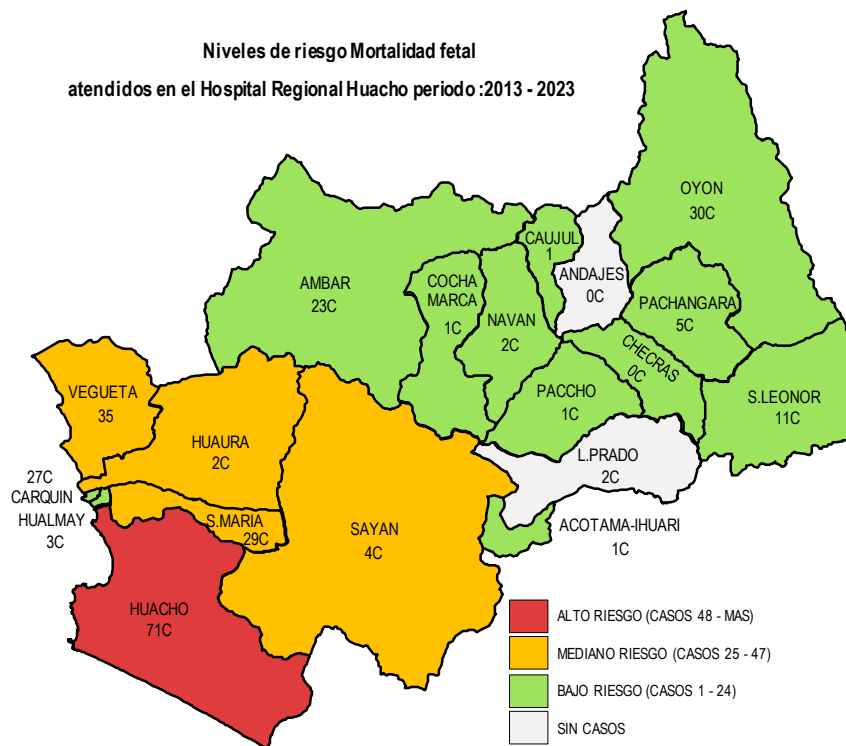 Niveles de riesgo Mortalidad fetal
atendidos en el Hospital Regional Huacho periodo :2013 - 2023
OYON
30C
CAUJUL
1
ANDAJES
0C
AMBAR
23C
COCHA
MARCA
1C
NAVAN
2C
PACHANGARA
5C
CHECRAS
0C
VEGUETA
35
PACCHO
1C
S.LEONOR
11C
HUAURA
2C
L.PRADO
2C
27C
CARQUIN
HUALMAY
3C
S.MARIA
29C
SAYAN
4C
ACOTAMA-IHUARI
1C
HUACHO
71C
ALTO RIESGO (CASOS 48 - MAS)
MEDIANO RIESGO (CASOS 25 - 47)
BAJO RIESGO (CASOS 1 - 24)
SIN CASOS